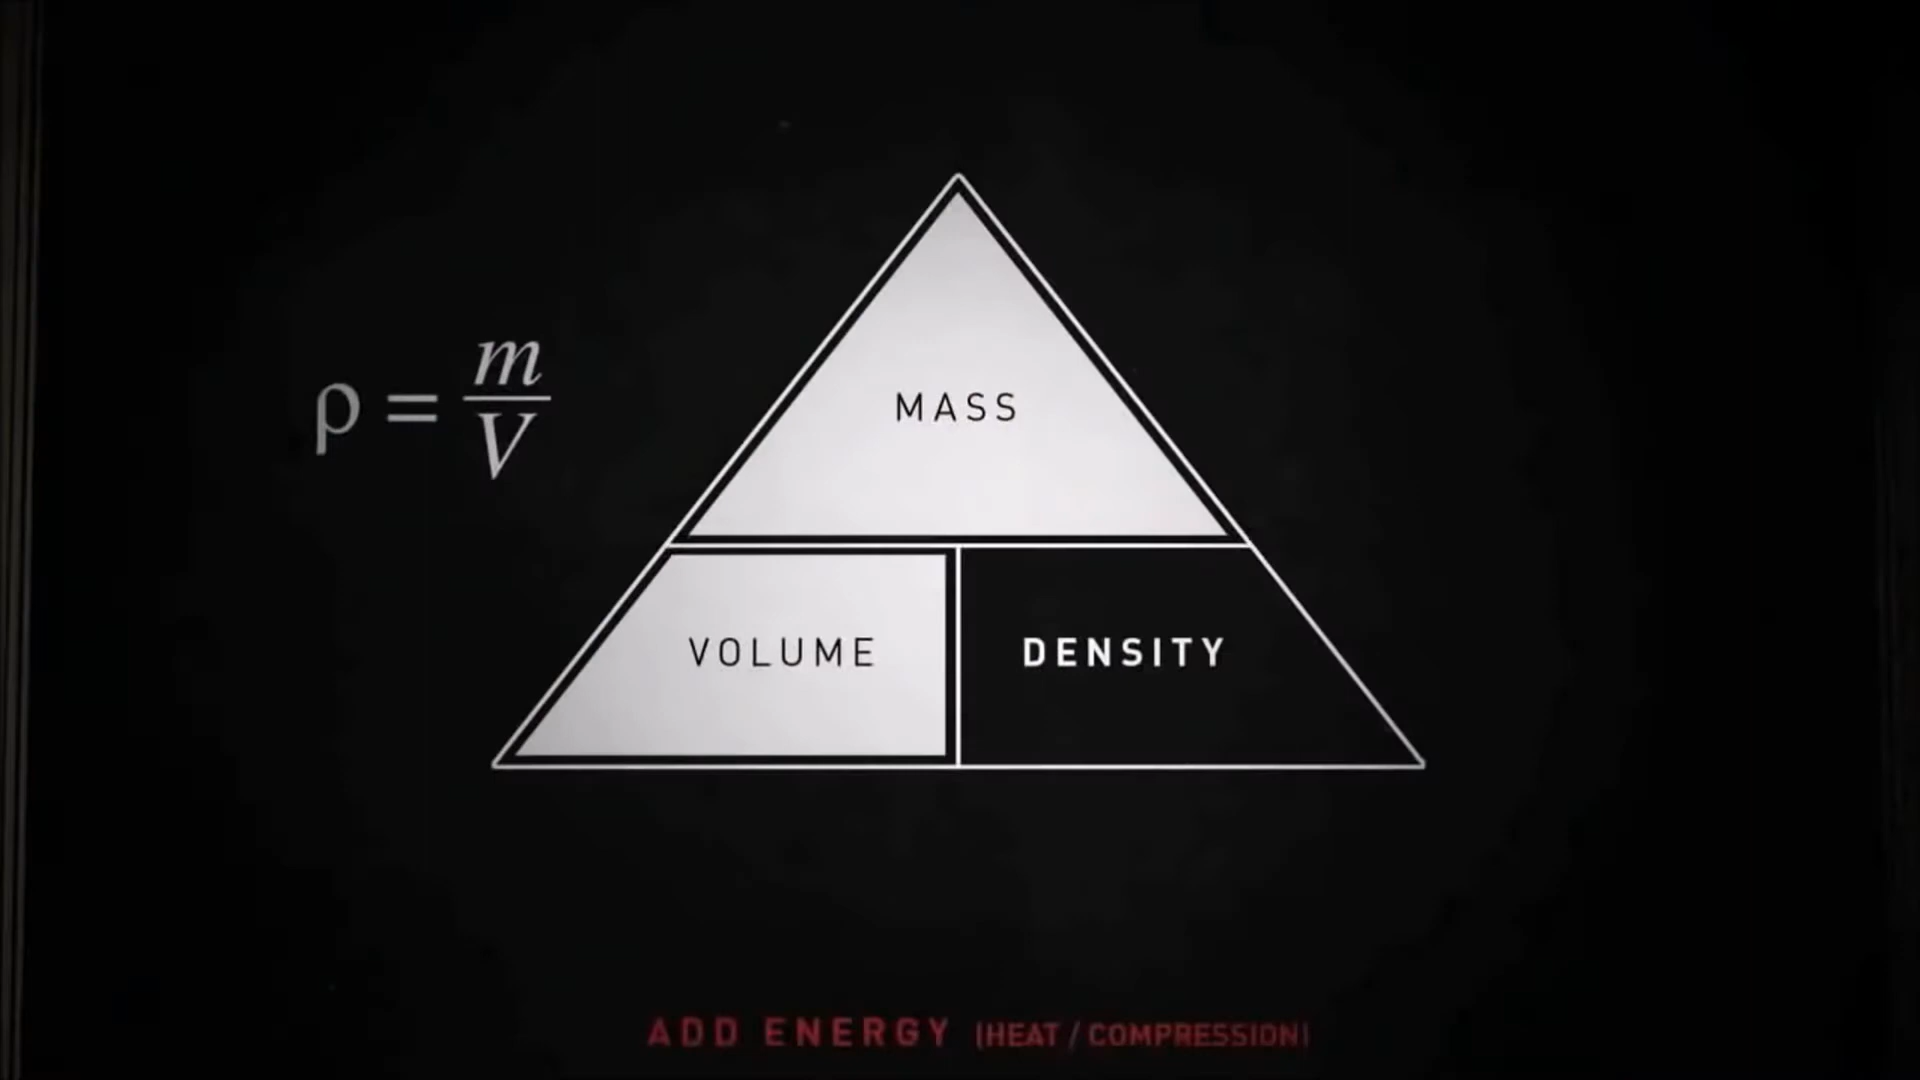 ρ = m/V
MASS
VOLUME DENSITY
ADD ENERGY (HEAT / COMPRESSION)